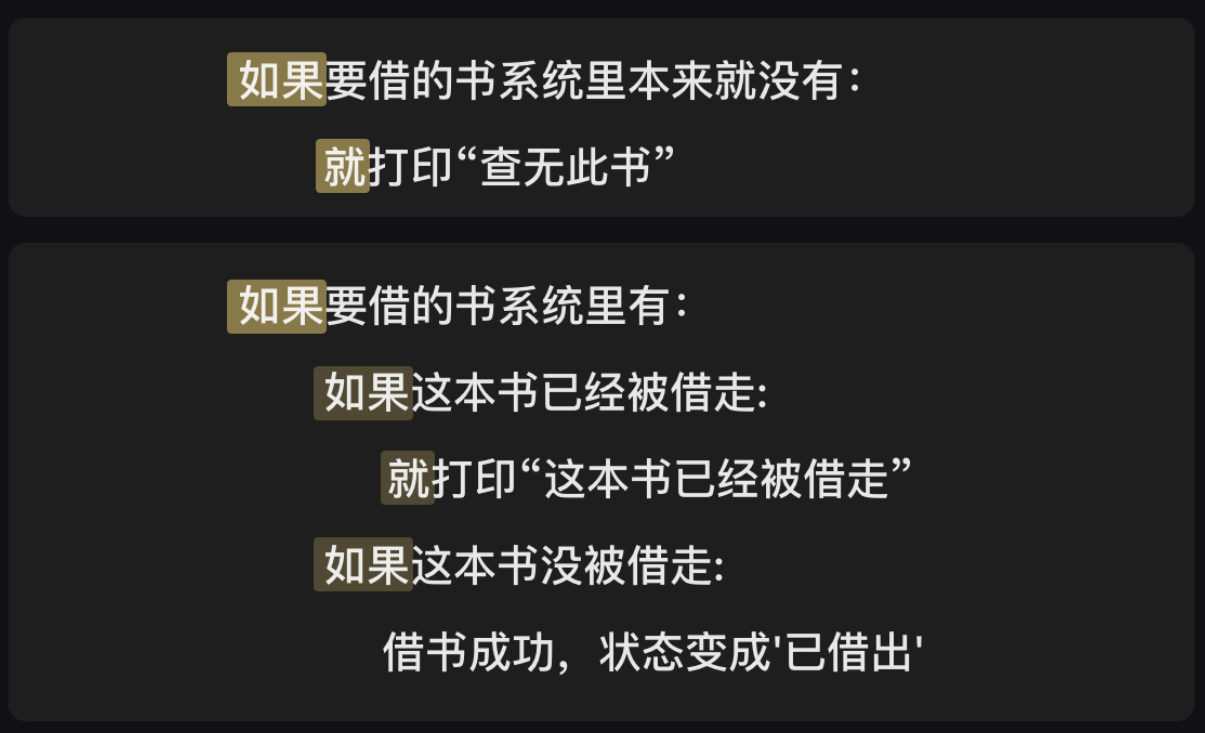 如果要借的书系统里本来就没有：
就打印“查无此书”
如果要借的书系统里有：
如果这本书已经被借走:
就打印“这本书已经被借走”
如果这本书没被借走:
借书成功，状态变成'已借出'